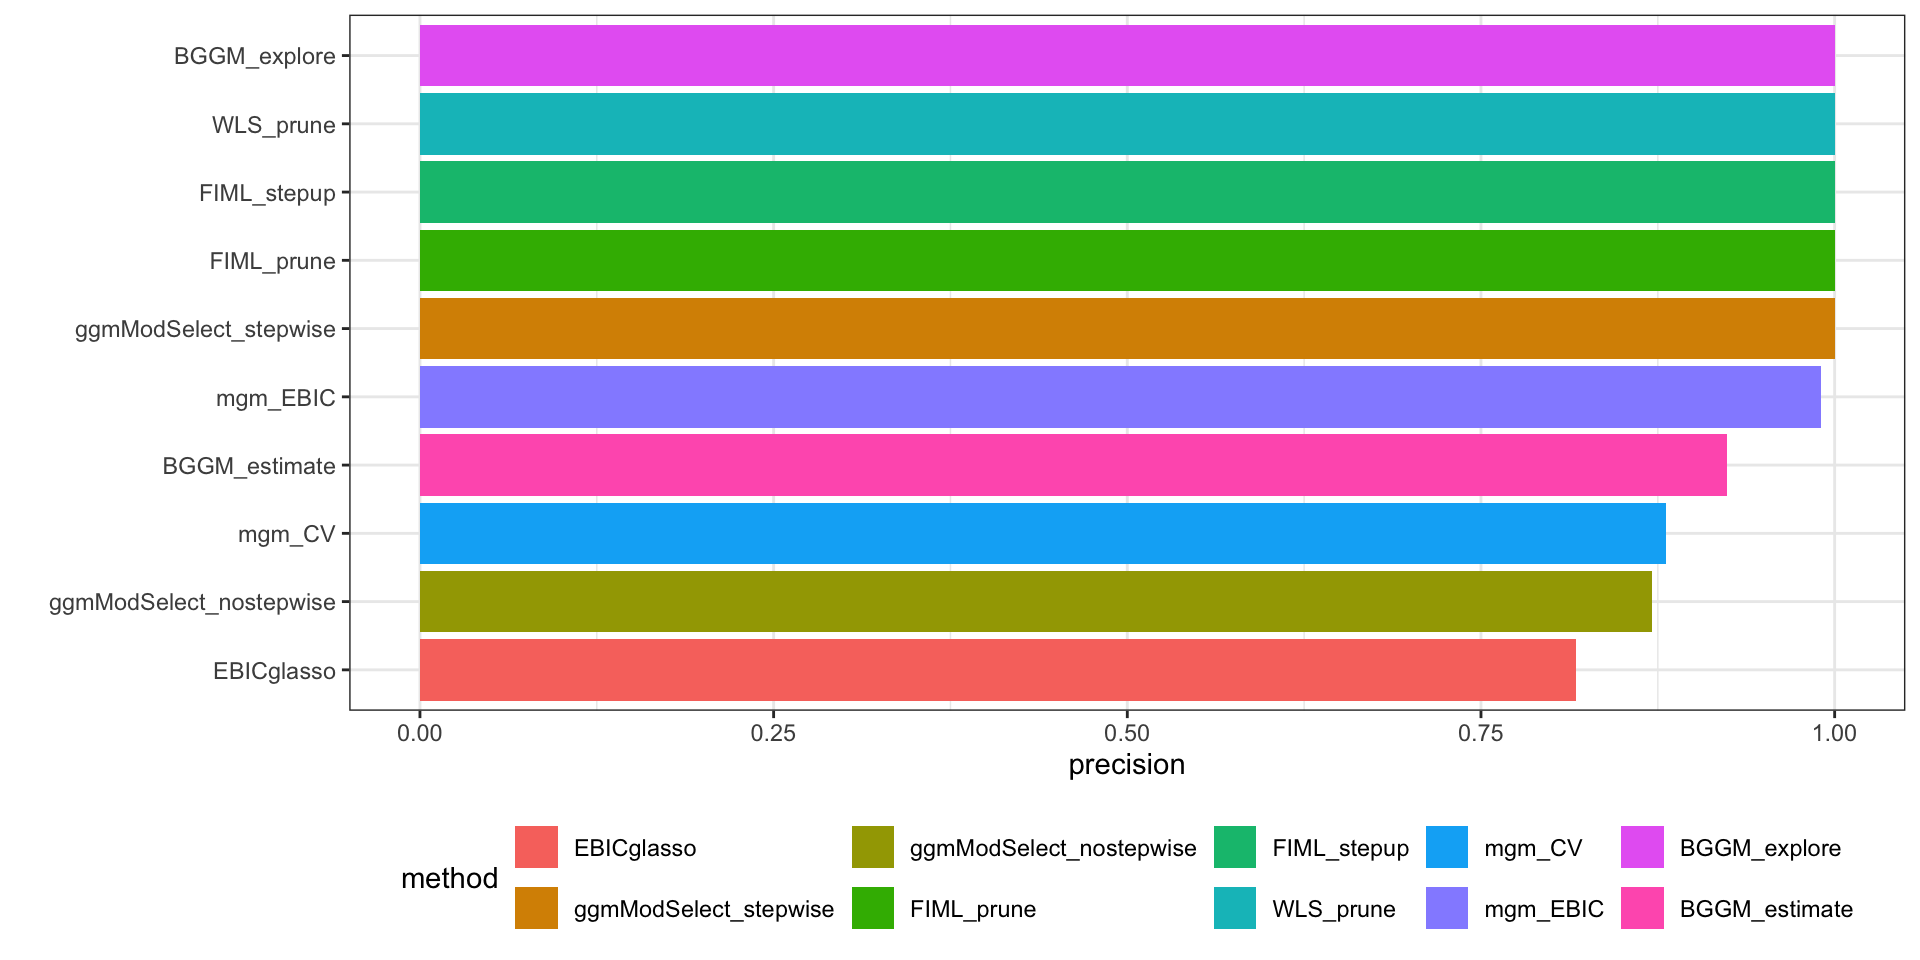 BGGM_explore
WLS_prune
FIML_stepup
FIML_prune
ggmModSelect_stepwise
mgm_EBIC
BGGM_estimate
mgm_CV
ggmModSelect_nostepwise
EBICglasso
0.00 0.25 0.50 0.75 1.00
precision
method
EBICglasso ggmModSelect_nostepwise FIML_stepup mgm_CV BGGM_explore
ggmModSelect_stepwise FIML_prune WLS_prune mgm_EBIC BGGM_estimate